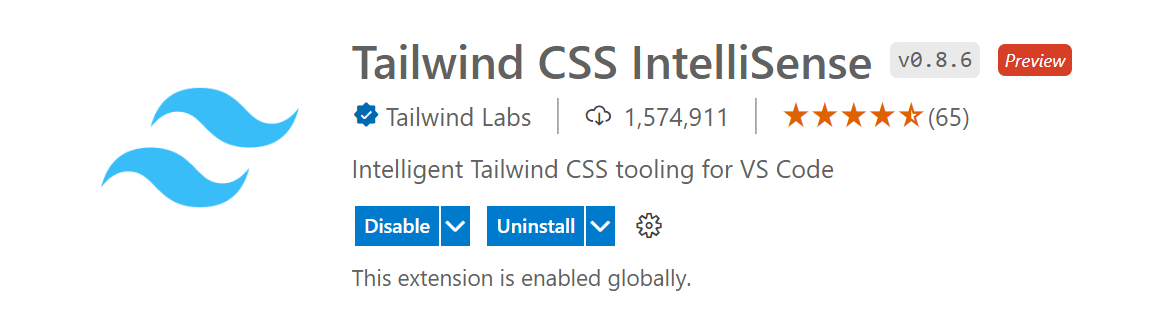 Tailwind CSS IntelliSense v0.8.6 Preview
Tailwind Labs 1,574,911 (65)
Intelligent Tailwind CSS tooling for VS Code
Disable Uninstall
This extension is enabled globally.